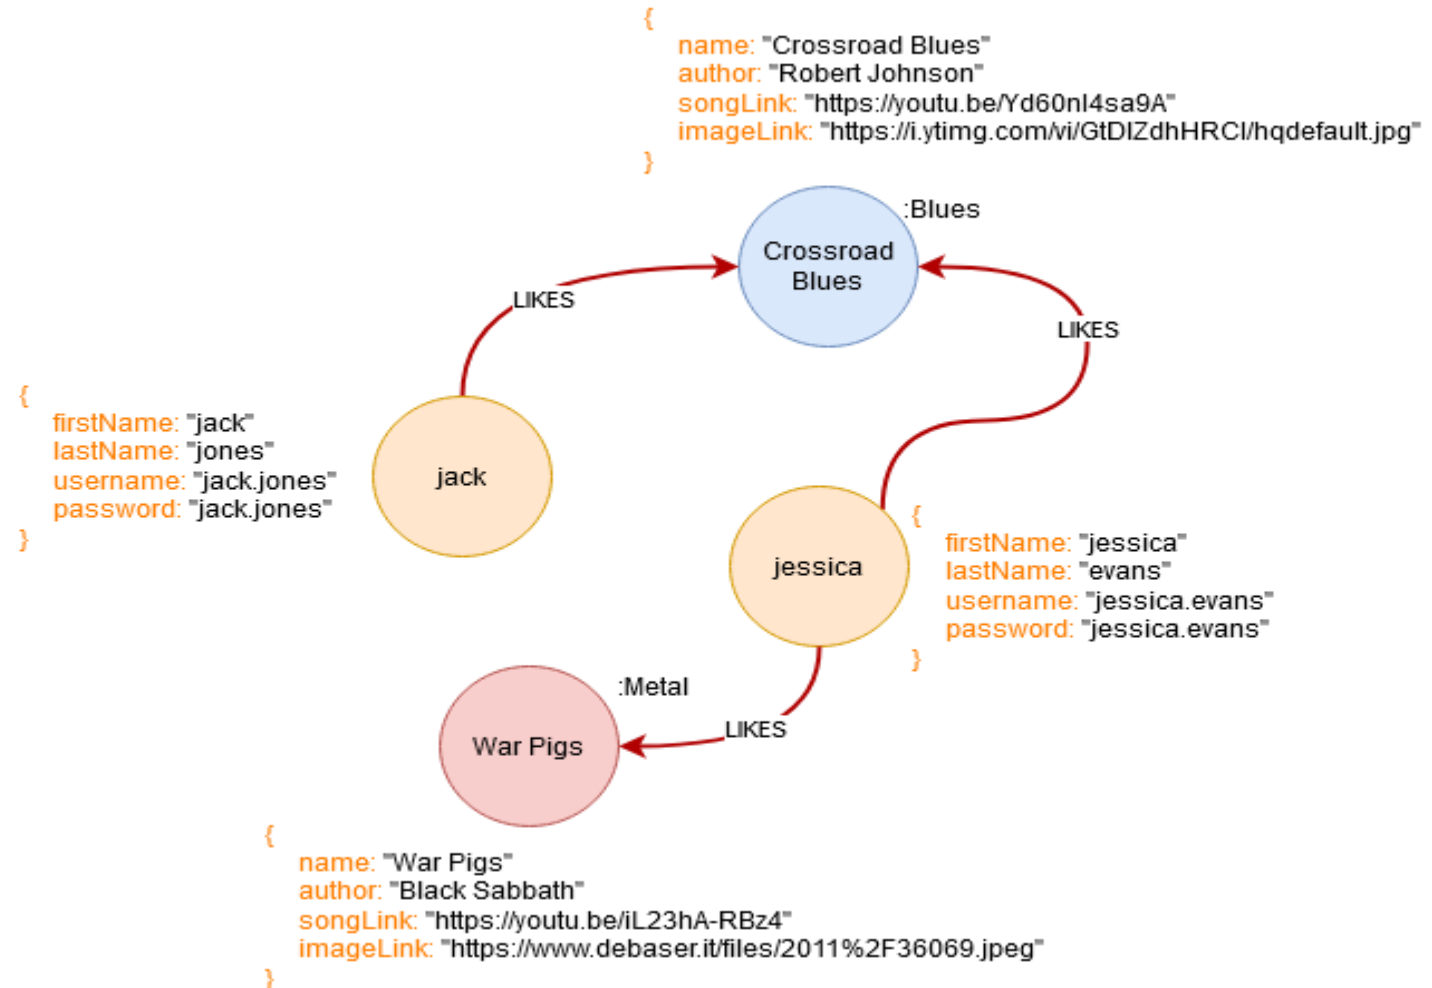 {
name: "Crossroad Blues"
author: "Robert Johnson"
songLink: "https://youtu.be/Yd60nI4sa9A"
imageLink: "https://i.ytimg.com/vi/GtDIZdhHRCI/hqdefault.jpg"
}
:Blues
Crossroad
Blues
LIKES
LIKES
{
firstName: "jack"
lastName: "jones"
username: "jack.jones"
password: "jack.jones"
}
jack
jessica
{
firstName: "jessica"
lastName: "evans"
username: "jessica.evans"
password: "jessica.evans"
}
:Metal
War Pigs
LIKES
{
name: "War Pigs"
author: "Black Sabbath"
songLink: "https://youtu.be/iL23hA-RBz4"
imageLink: "https://www.debaser.it/files/2011%2F36069.jpeg"
}